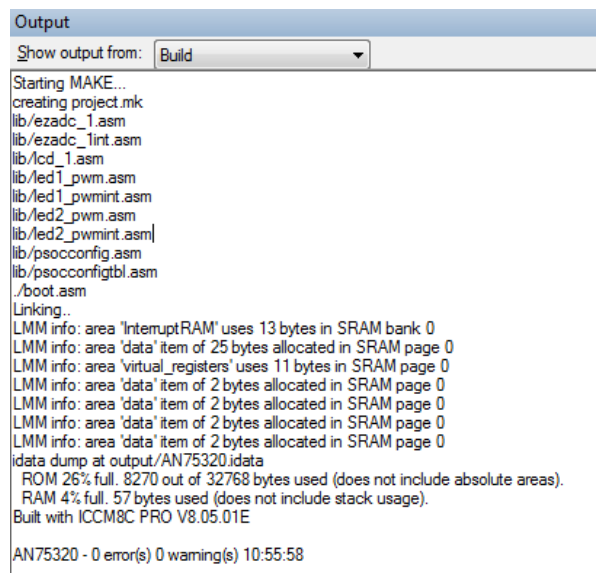 Output
Show output from: Build
Starting MAKE...
creating project.mk
lib/ezadc_1.asm
lib/ezadc_1int.asm
lib/lcd_1.asm
lib/led1_pwm.asm
lib/led1_pwmint.asm
lib/led2_pwm.asm
lib/led2_pwmint.asm
lib/psocconfig.asm
lib/psocconfigtbl.asm
./boot.asm
Linking..
LMM info: area 'InterruptRAM' uses 13 bytes in SRAM bank 0
LMM info: area 'data' item of 25 bytes allocated in SRAM page 0
LMM info: area 'virtual_registers' uses 11 bytes in SRAM page 0
LMM info: area 'data' item of 2 bytes allocated in SRAM page 0
LMM info: area 'data' item of 2 bytes allocated in SRAM page 0
LMM info: area 'data' item of 2 bytes allocated in SRAM page 0
LMM info: area 'data' item of 2 bytes allocated in SRAM page 0
idata dump at output/AN75320.idata
ROM 26% full. 8270 out of 32768 bytes used (does not include absolute areas).
RAM 4% full. 57 bytes used (does not include stack usage).
Built with ICCM8C PRO V8.05.01E
AN75320 - 0 error(s) 0 warning(s) 10:55:58